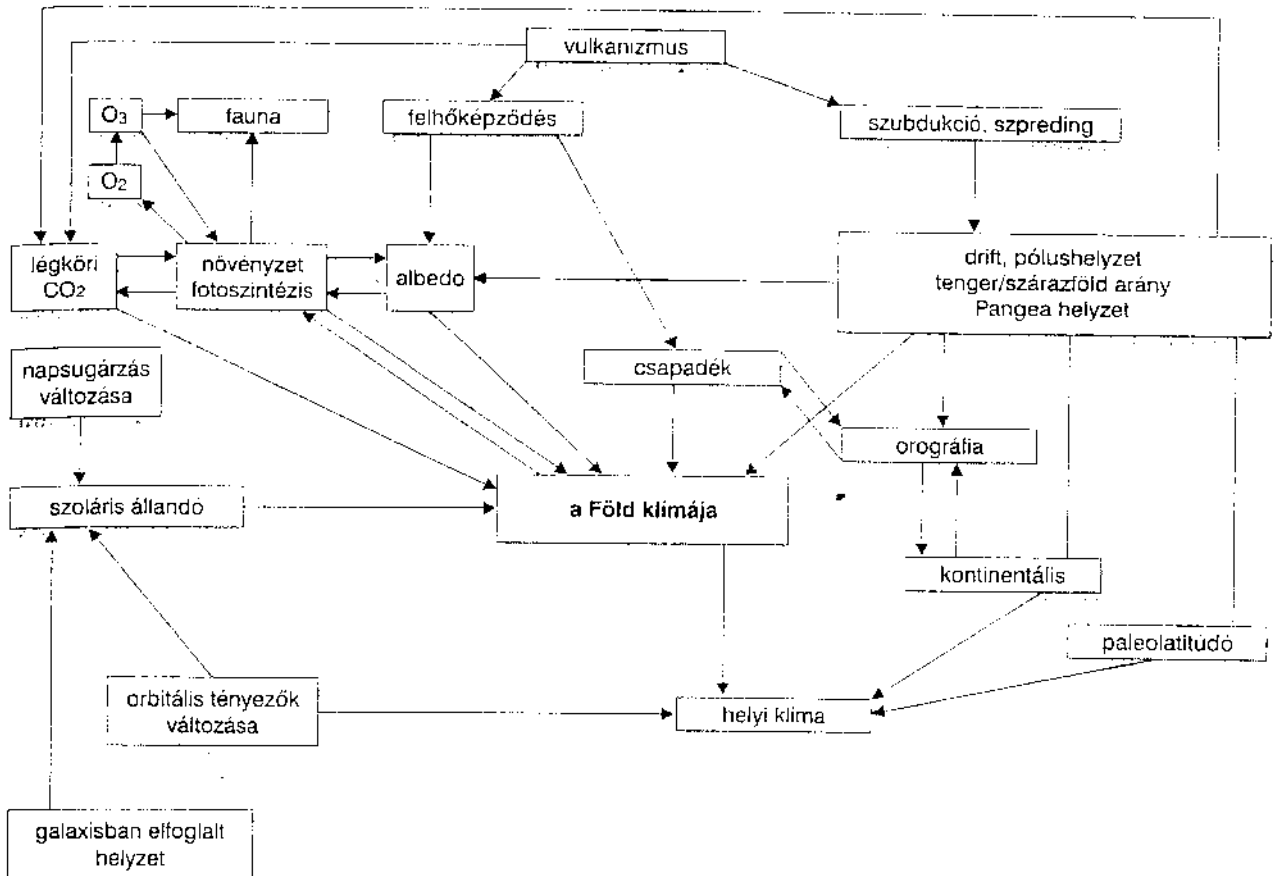 vulkanizmus
O3
fauna
felhőképződés
szubdukció, szpreding
O2
légköri
CO2
növényzet
fotoszintézis
albedo
drift, pólushelyzet
tenger/szárazföld arány
Pangea helyzet
napsugárzás
változása
csapadék
orográfia
szoláris állandó
a Föld klímája
kontinentális
paleolatitúdó
orbitális tényezők
változása
helyi klíma
galaxisban elfoglalt
helyzet